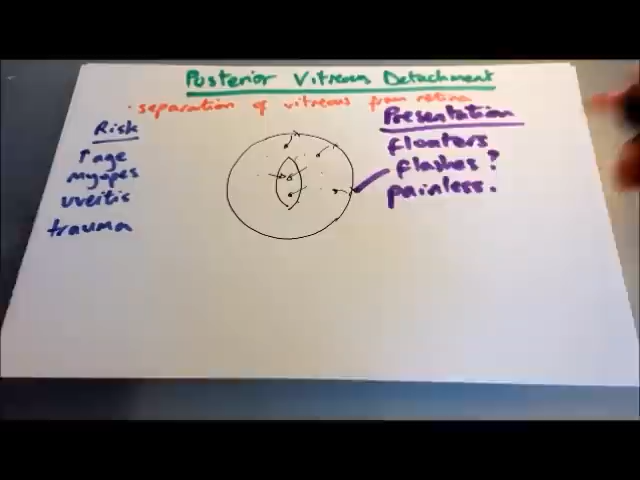 Posterior Vitreous Detachment
· separation of vitreous from retina
Risk
↑age
myopes
uveitis
trauma
Presentation
floaters
flashes?
painless.